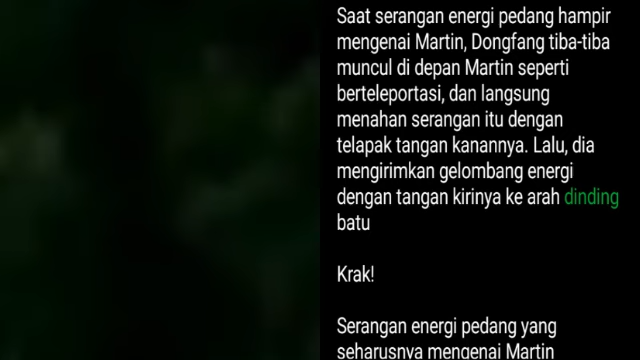 Saat serangan energi pedang hampir
mengenai Martin, Dongfang tiba-tiba
muncul di depan Martin seperti
berteleportasi, dan langsung
menahan serangan itu dengan
telapak tangan kanannya. Lalu, dia
mengirimkan gelombang energi
dengan tangan kirinya ke arah dinding
batu
Krak!
Serangan energi pedang yang
seharusnya mengenai Martin